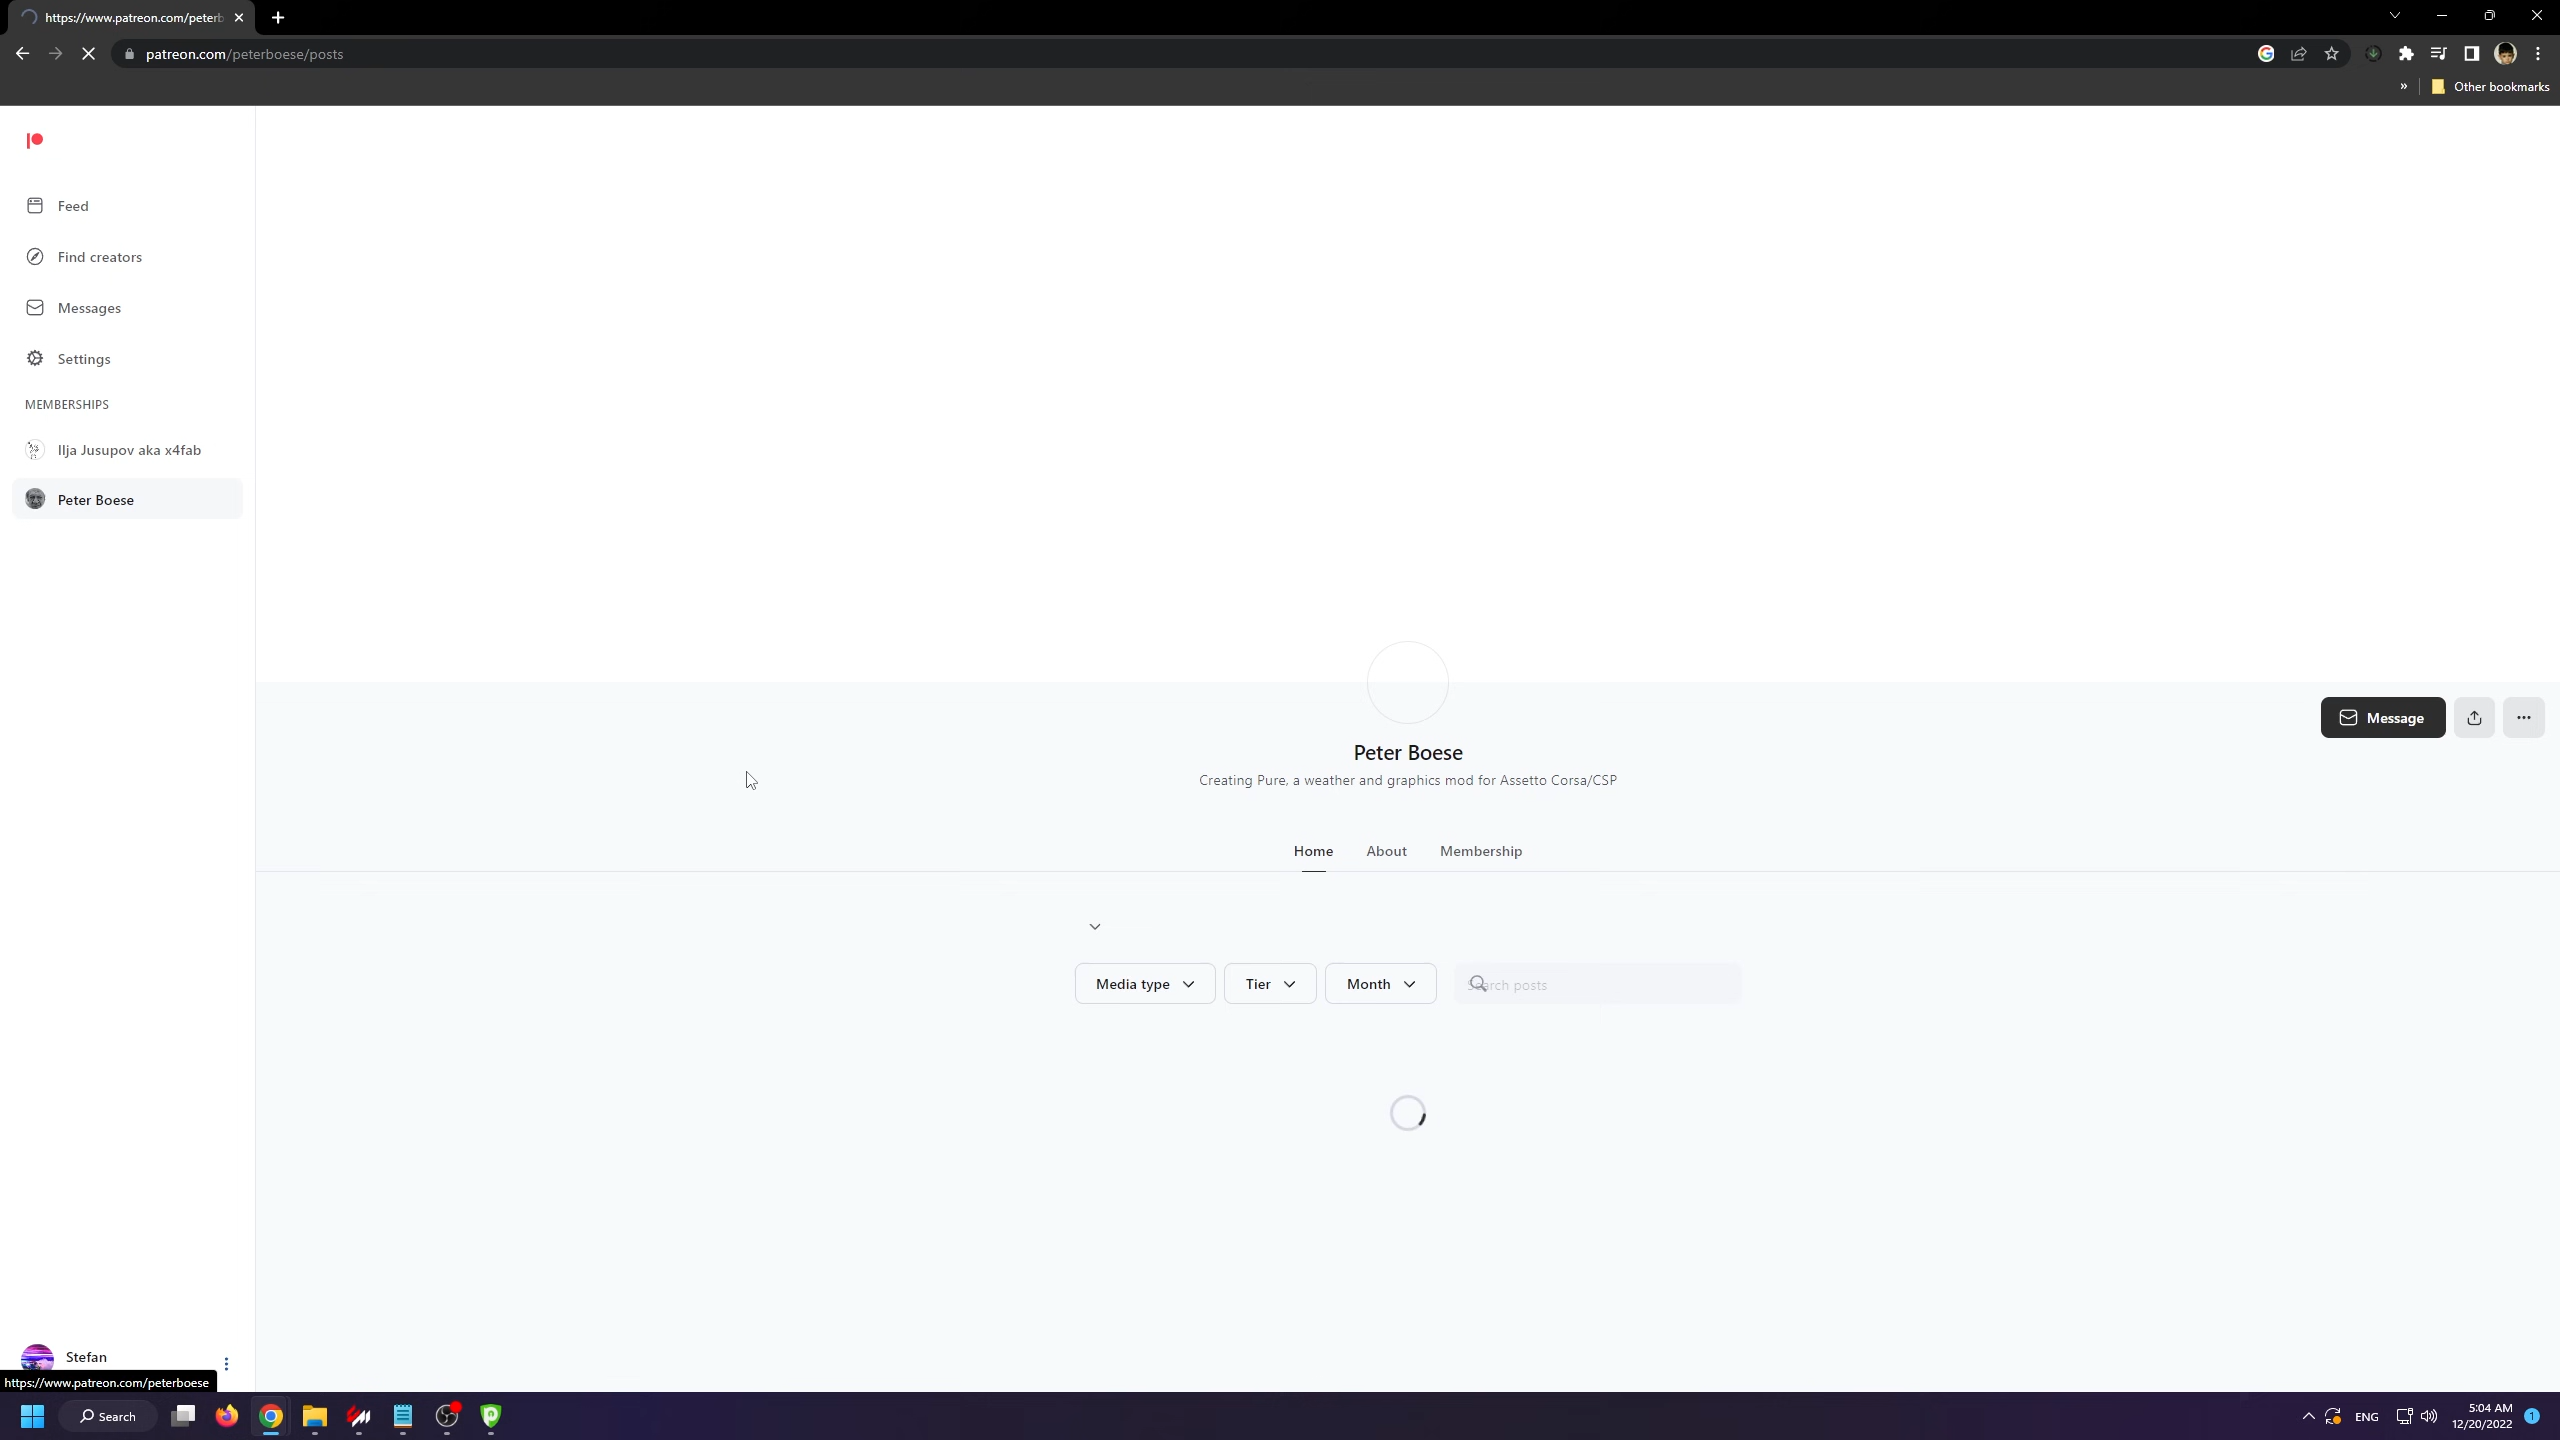 https://www.patreon.com/peterb
patreon.com/peterboese/posts
Other bookmarks
Feed
Find creators
Messages
Settings
MEMBERSHIPS
Ilja Jusupov aka x4fab
Peter Boese
Message
Peter Boese
Creating Pure, a weather and graphics mod for Assetto Corsa/CSP
Home
About
Membership
Media type
Tier
Month
Search posts
Stefan
https://www.patreon.com/peterboese
Search
ENG
5:04 AM
12/20/2022
1